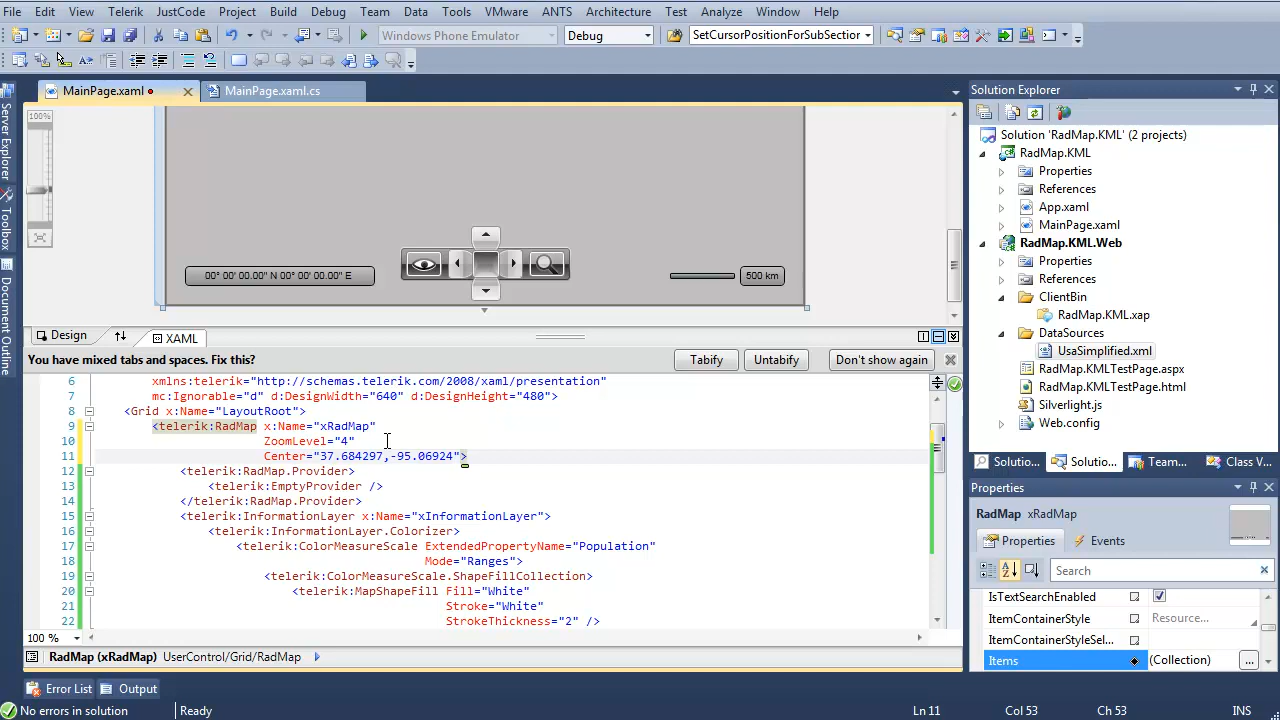 File Edit View Telerik JustCode Project Build Debug Team Data Tools VMware ANTS Architecture Test Analyze Window Help
Windows Phone Emulator Debug SetCursorPositionForSubSection
MainPage.xaml MainPage.xaml.cs
Server Explorer
Toolbox
Document Outline
100%
00° 00' 00.00" N 00° 00' 00.00" E
500 km
Design XAML
You have mixed tabs and spaces. Fix this? Tabify Untabify Don't show again
6 xmlns:telerik="http://schemas.telerik.com/2008/xaml/presentation"
7 mc:Ignorable="d" d:DesignWidth="640" d:DesignHeight="480">
8 <Grid x:Name="LayoutRoot">
9 <telerik:RadMap x:Name="xRadMap"
10 ZoomLevel="4"
11 Center="37.684297,-95.06924">
12 <telerik:RadMap.Provider>
13 <telerik:EmptyProvider />
14 </telerik:RadMap.Provider>
15 <telerik:InformationLayer x:Name="xInformationLayer">
16 <telerik:InformationLayer.Colorizer>
17 <telerik:ColorMeasureScale ExtendedPropertyName="Population"
18 Mode="Ranges">
19 <telerik:ColorMeasureScale.ShapeFillCollection>
20 <telerik:MapShapeFill Fill="White"
21 Stroke="White"
22 StrokeThickness="2" />
100 %
RadMap (xRadMap) UserControl/Grid/RadMap
Error List Output
No errors in solution Ready Ln 11 Col 53 Ch 53 INS
Solution Explorer
Solution 'RadMap.KML' (2 projects)
RadMap.KML
Properties
References
App.xaml
MainPage.xaml
RadMap.KML.Web
Properties
References
ClientBin
RadMap.KML.xap
DataSources
UsaSimplified.xml
RadMap.KMLTestPage.aspx
RadMap.KMLTestPage.html
Silverlight.js
Web.config
Solutio... Solutio... Team... Class V...
Properties
RadMap xRadMap
Properties Events
Search
IsTextSearchEnabled
ItemContainerStyle Resource...
ItemContainerStyleSel...
Items (Collection) ...